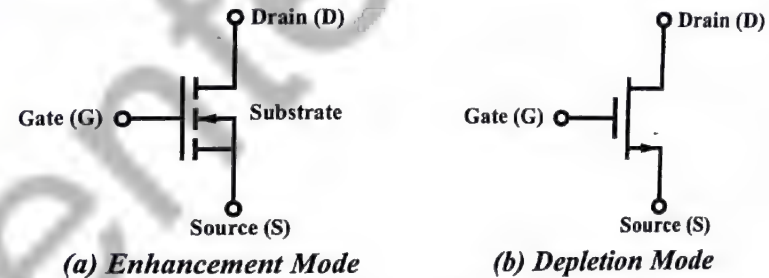 Drain (D)
Gate (G)
Substrate
Source (S)
(a) Enhancement Mode
Drain (D)
Gate (G)
Source (S)
(b) Depletion Mode